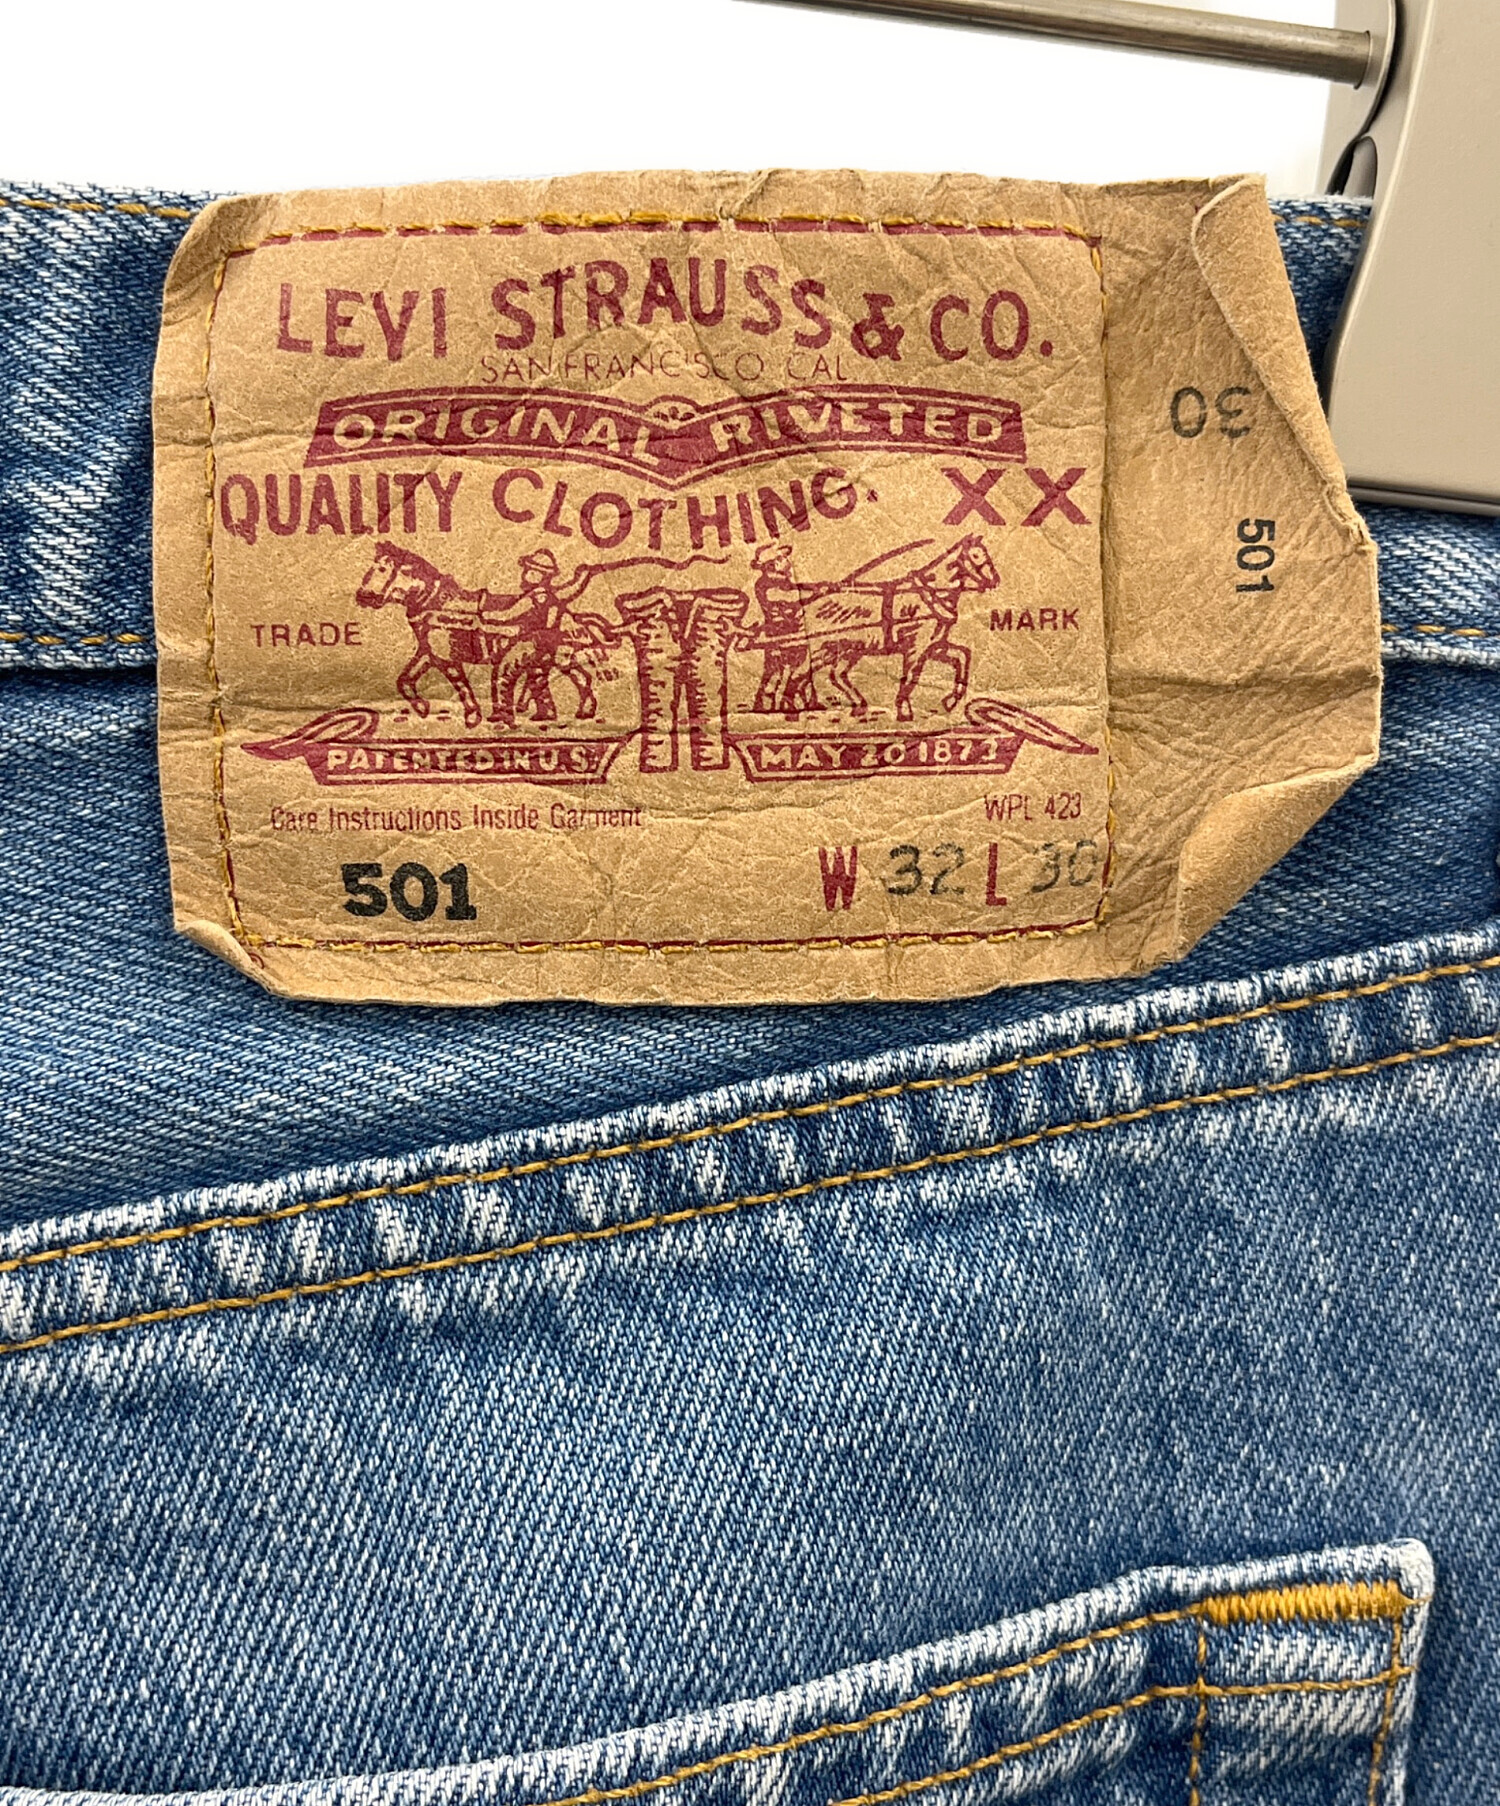 LEVI STRAUSS & CO.
SAN FRANCISCO CAL
ORIGINAL RIVETED
QUALITY CLOTHING. XX
TRADE MARK
PATENTED IN U.S.
MAY 20 1873
Care Instructions Inside Garment
WPL 423
501
W 32 L 30
30
501